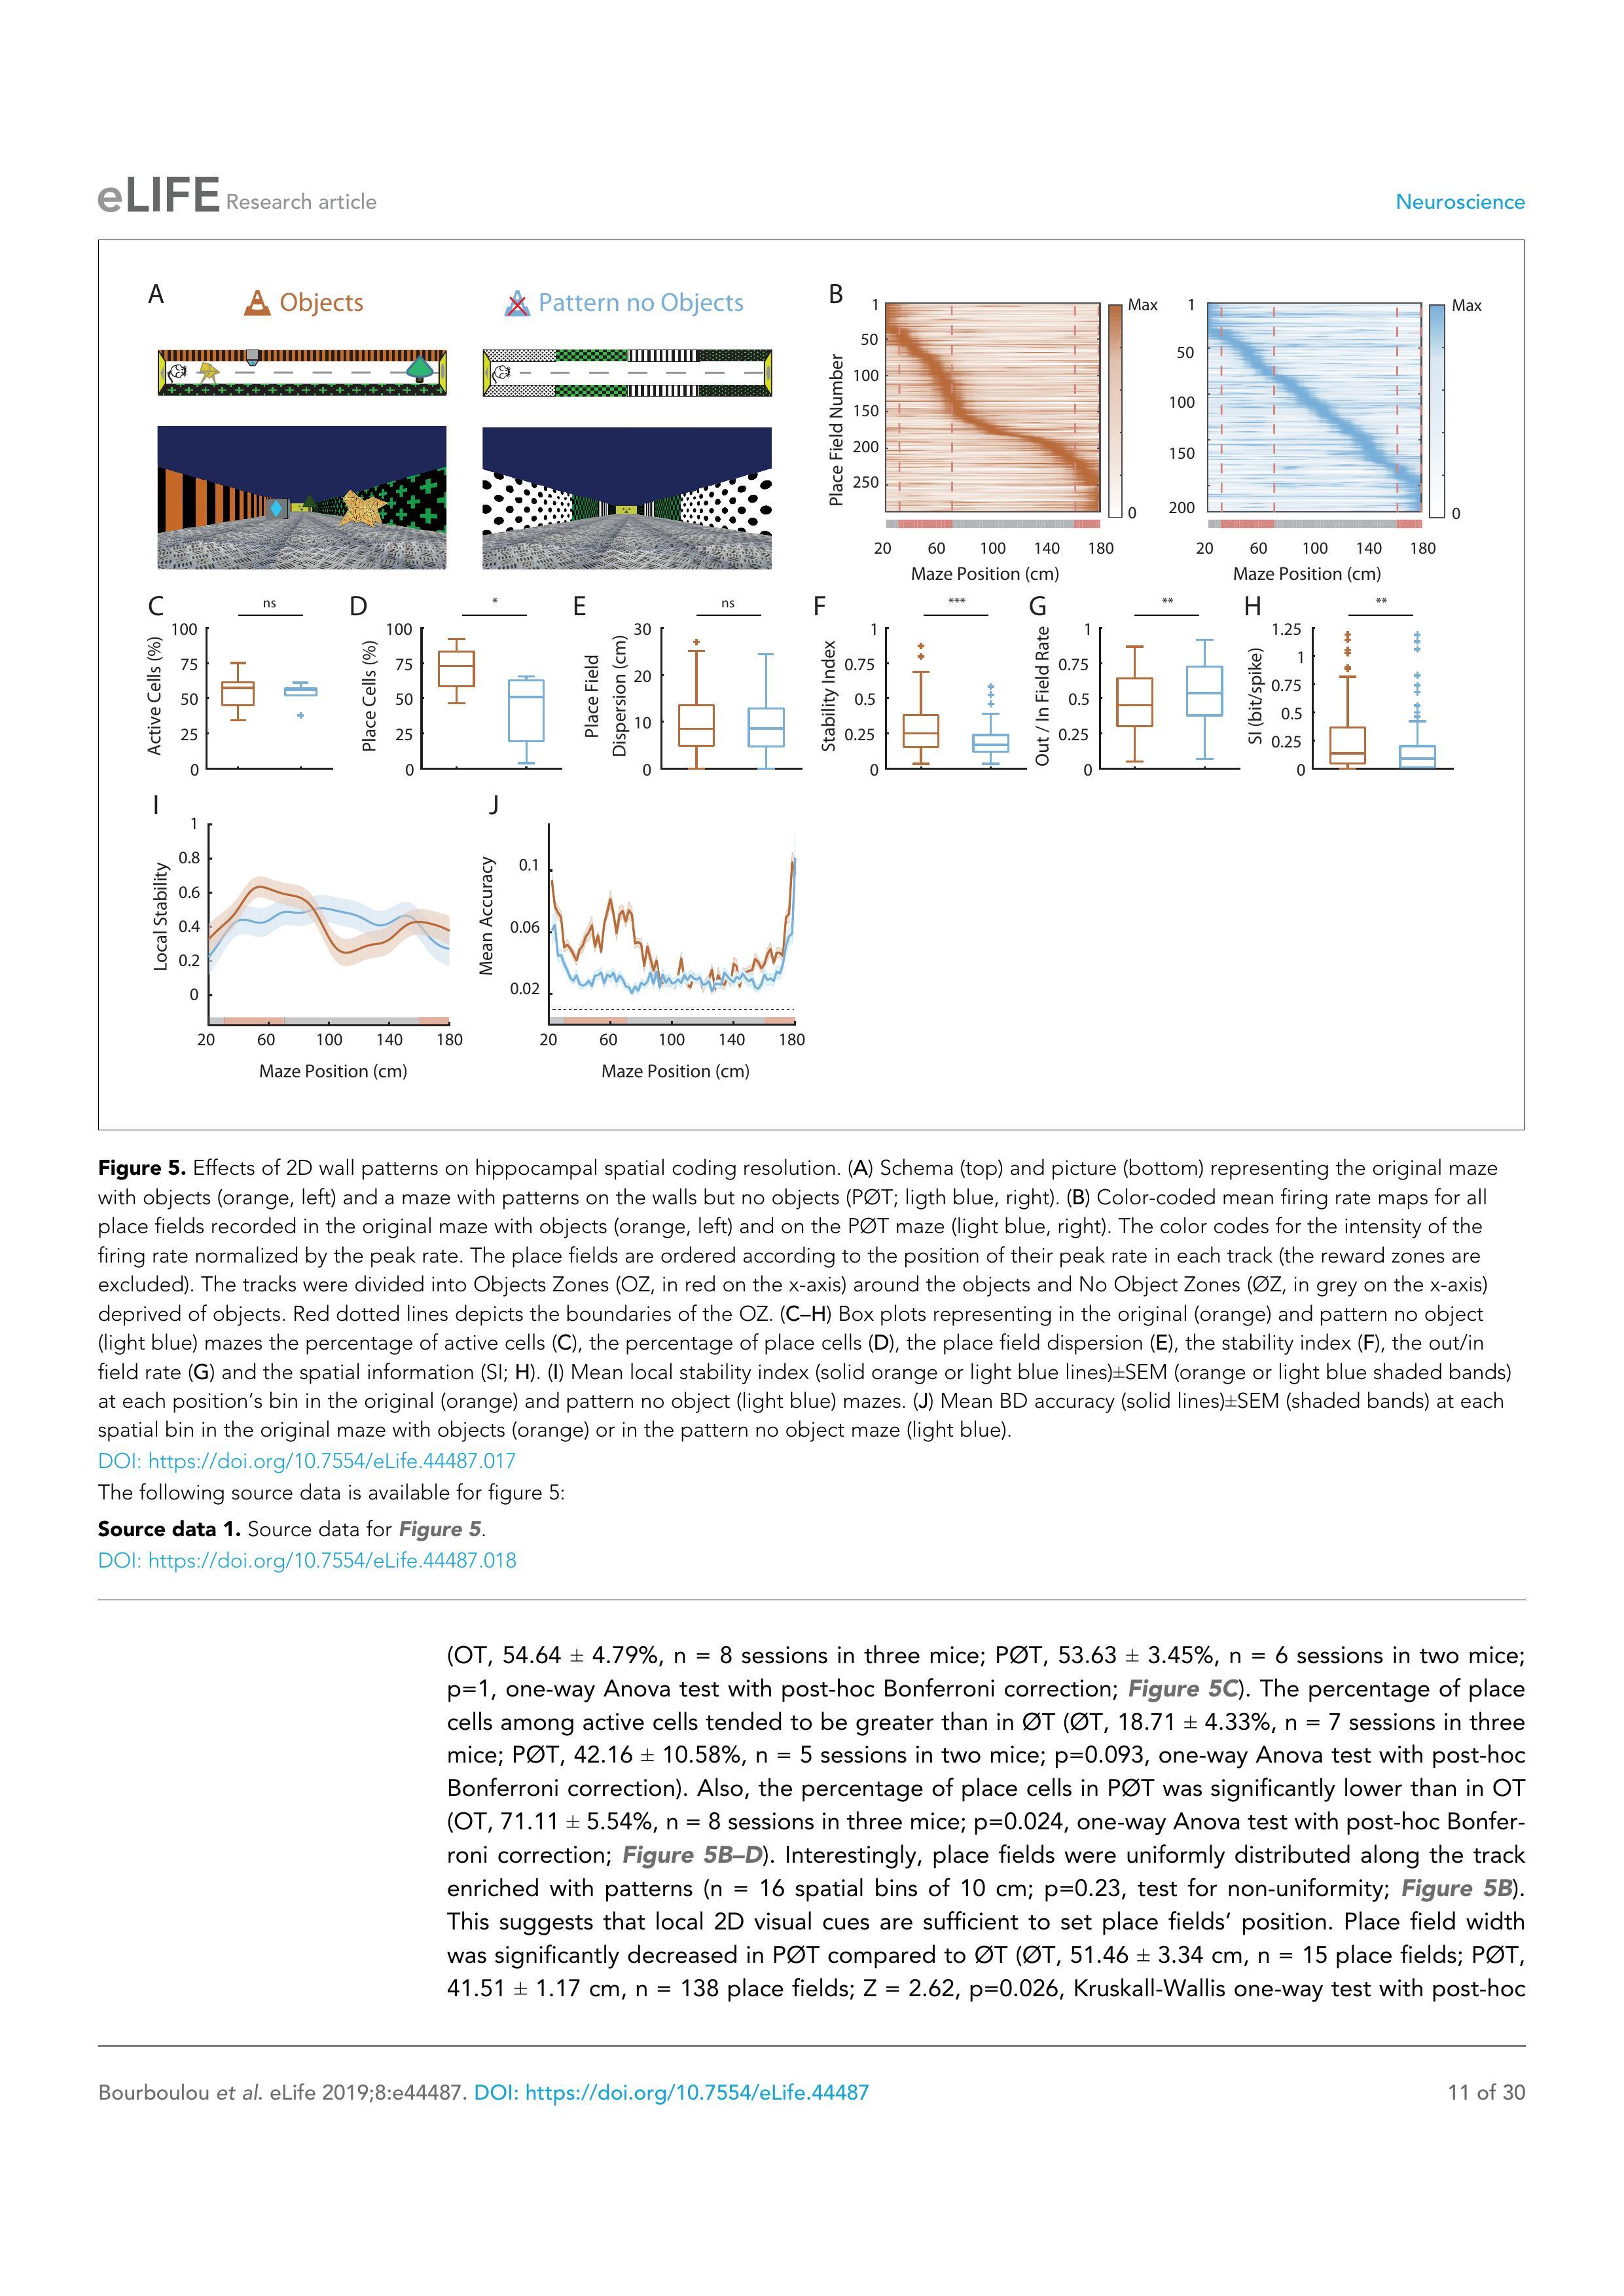 eLIFE Research article
Neuroscience
A
Objects
Pattern no Objects
B
Place Field Number
1
50
100
150
200
250
Max
0
20 60 100 140 180
Maze Position (cm)
1
50
100
150
200
Max
0
20 60 100 140 180
Maze Position (cm)
C
ns
Active Cells (%)
100
75
50
25
0
D
*
Place Cells (%)
100
75
50
25
0
E
ns
Place Field
Dispersion (cm)
30
20
10
0
F
***
Stability Index
1
0.75
0.5
0.25
0
G
**
Out / In Field Rate
1
0.75
0.5
0.25
0
H
**
SI (bit/spike)
1.25
1
0.75
0.5
0.25
0
I
Local Stability
1
0.8
0.6
0.4
0.2
0
20 60 100 140 180
Maze Position (cm)
J
Mean Accuracy
0.1
0.06
0.02
20 60 100 140 180
Maze Position (cm)
Figure 5. Effects of 2D wall patterns on hippocampal spatial coding resolution. (A) Schema (top) and picture (bottom) representing the original maze
with objects (orange, left) and a maze with patterns on the walls but no objects (PØT; ligth blue, right). (B) Color-coded mean firing rate maps for all
place fields recorded in the original maze with objects (orange, left) and on the PØT maze (light blue, right). The color codes for the intensity of the
firing rate normalized by the peak rate. The place fields are ordered according to the position of their peak rate in each track (the reward zones are
excluded). The tracks were divided into Objects Zones (OZ, in red on the x-axis) around the objects and No Object Zones (ØZ, in grey on the x-axis)
deprived of objects. Red dotted lines depicts the boundaries of the OZ. (C–H) Box plots representing in the original (orange) and pattern no object
(light blue) mazes the percentage of active cells (C), the percentage of place cells (D), the place field dispersion (E), the stability index (F), the out/in
field rate (G) and the spatial information (SI; H). (I) Mean local stability index (solid orange or light blue lines)±SEM (orange or light blue shaded bands)
at each position's bin in the original (orange) and pattern no object (light blue) mazes. (J) Mean BD accuracy (solid lines)±SEM (shaded bands) at each
spatial bin in the original maze with objects (orange) or in the pattern no object maze (light blue).
DOI: https://doi.org/10.7554/eLife.44487.017
The following source data is available for figure 5:
Source data 1. Source data for Figure 5.
DOI: https://doi.org/10.7554/eLife.44487.018
(OT, 54.64 ± 4.79%, n = 8 sessions in three mice; PØT, 53.63 ± 3.45%, n = 6 sessions in two mice;
p=1, one-way Anova test with post-hoc Bonferroni correction; Figure 5C). The percentage of place
cells among active cells tended to be greater than in ØT (ØT, 18.71 ± 4.33%, n = 7 sessions in three
mice; PØT, 42.16 ± 10.58%, n = 5 sessions in two mice; p=0.093, one-way Anova test with post-hoc
Bonferroni correction). Also, the percentage of place cells in PØT was significantly lower than in OT
(OT, 71.11 ± 5.54%, n = 8 sessions in three mice; p=0.024, one-way Anova test with post-hoc Bonfer-
roni correction; Figure 5B–D). Interestingly, place fields were uniformly distributed along the track
enriched with patterns (n = 16 spatial bins of 10 cm; p=0.23, test for non-uniformity; Figure 5B).
This suggests that local 2D visual cues are sufficient to set place fields' position. Place field width
was significantly decreased in PØT compared to ØT (ØT, 51.46 ± 3.34 cm, n = 15 place fields; PØT,
41.51 ± 1.17 cm, n = 138 place fields; Z = 2.62, p=0.026, Kruskall-Wallis one-way test with post-hoc
Bourboulou et al. eLife 2019;8:e44487. DOI: https://doi.org/10.7554/eLife.44487
11 of 30